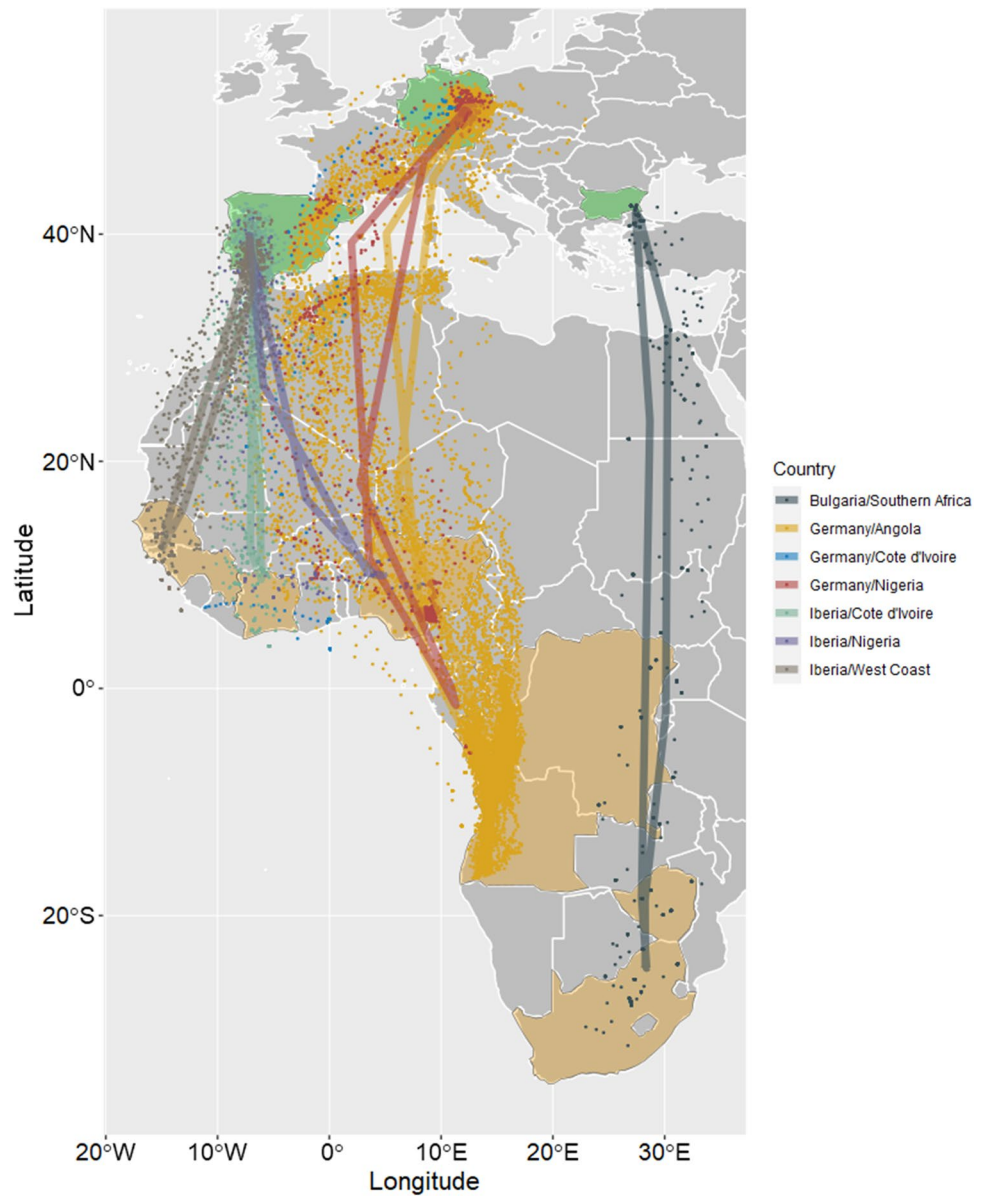 40°N
20°N
0°
20°S
Latitude
20°W 10°W 0° 10°E 20°E 30°E
Longitude
Country
Bulgaria/Southern Africa
Germany/Angola
Germany/Cote d'Ivoire
Germany/Nigeria
Iberia/Cote d'Ivoire
Iberia/Nigeria
Iberia/West Coast